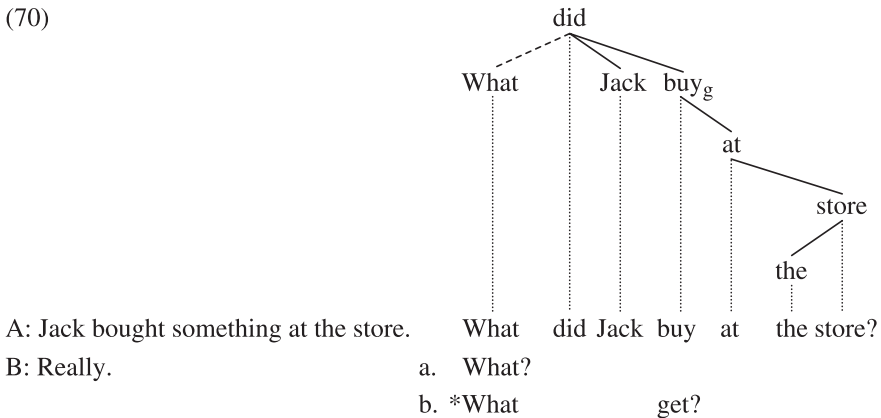 (70) did
What Jack buyg
at
store
the
A: Jack bought something at the store. What did Jack buy at the store?
B: Really. a. What?
b. *What get?